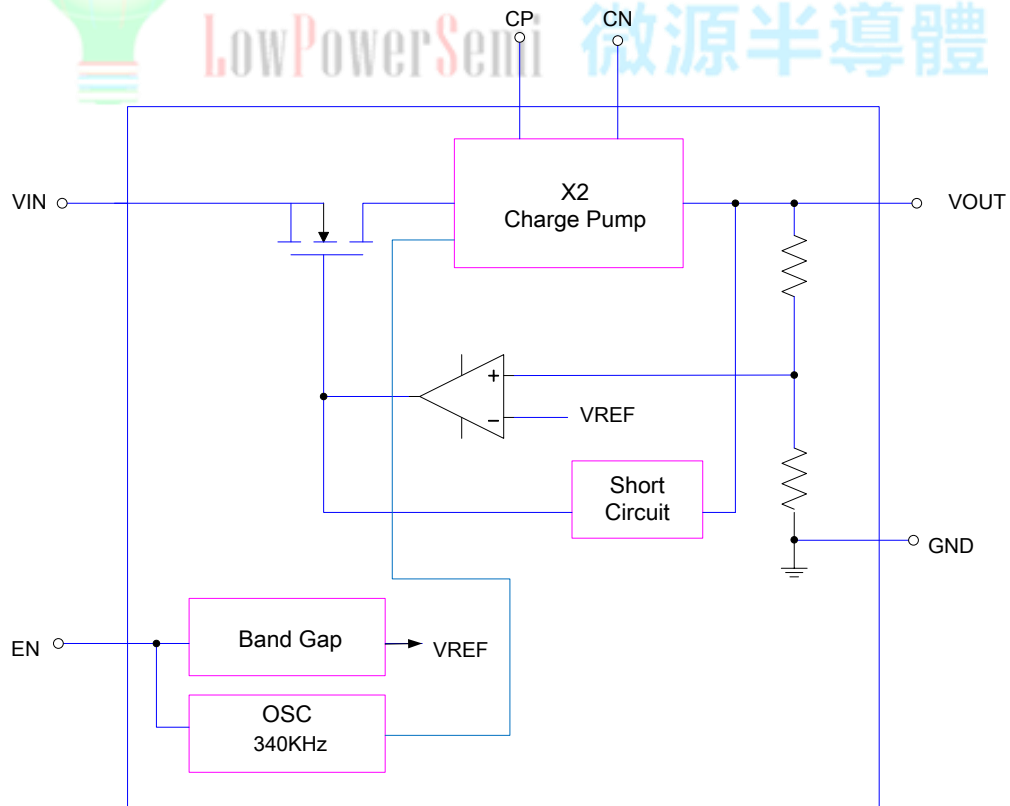 CP
CN
LowPowerSemi 微源半導體
VIN
X2
Charge Pump
VOUT
+
−
VREF
Short
Circuit
GND
EN
Band Gap
VREF
OSC
340KHz